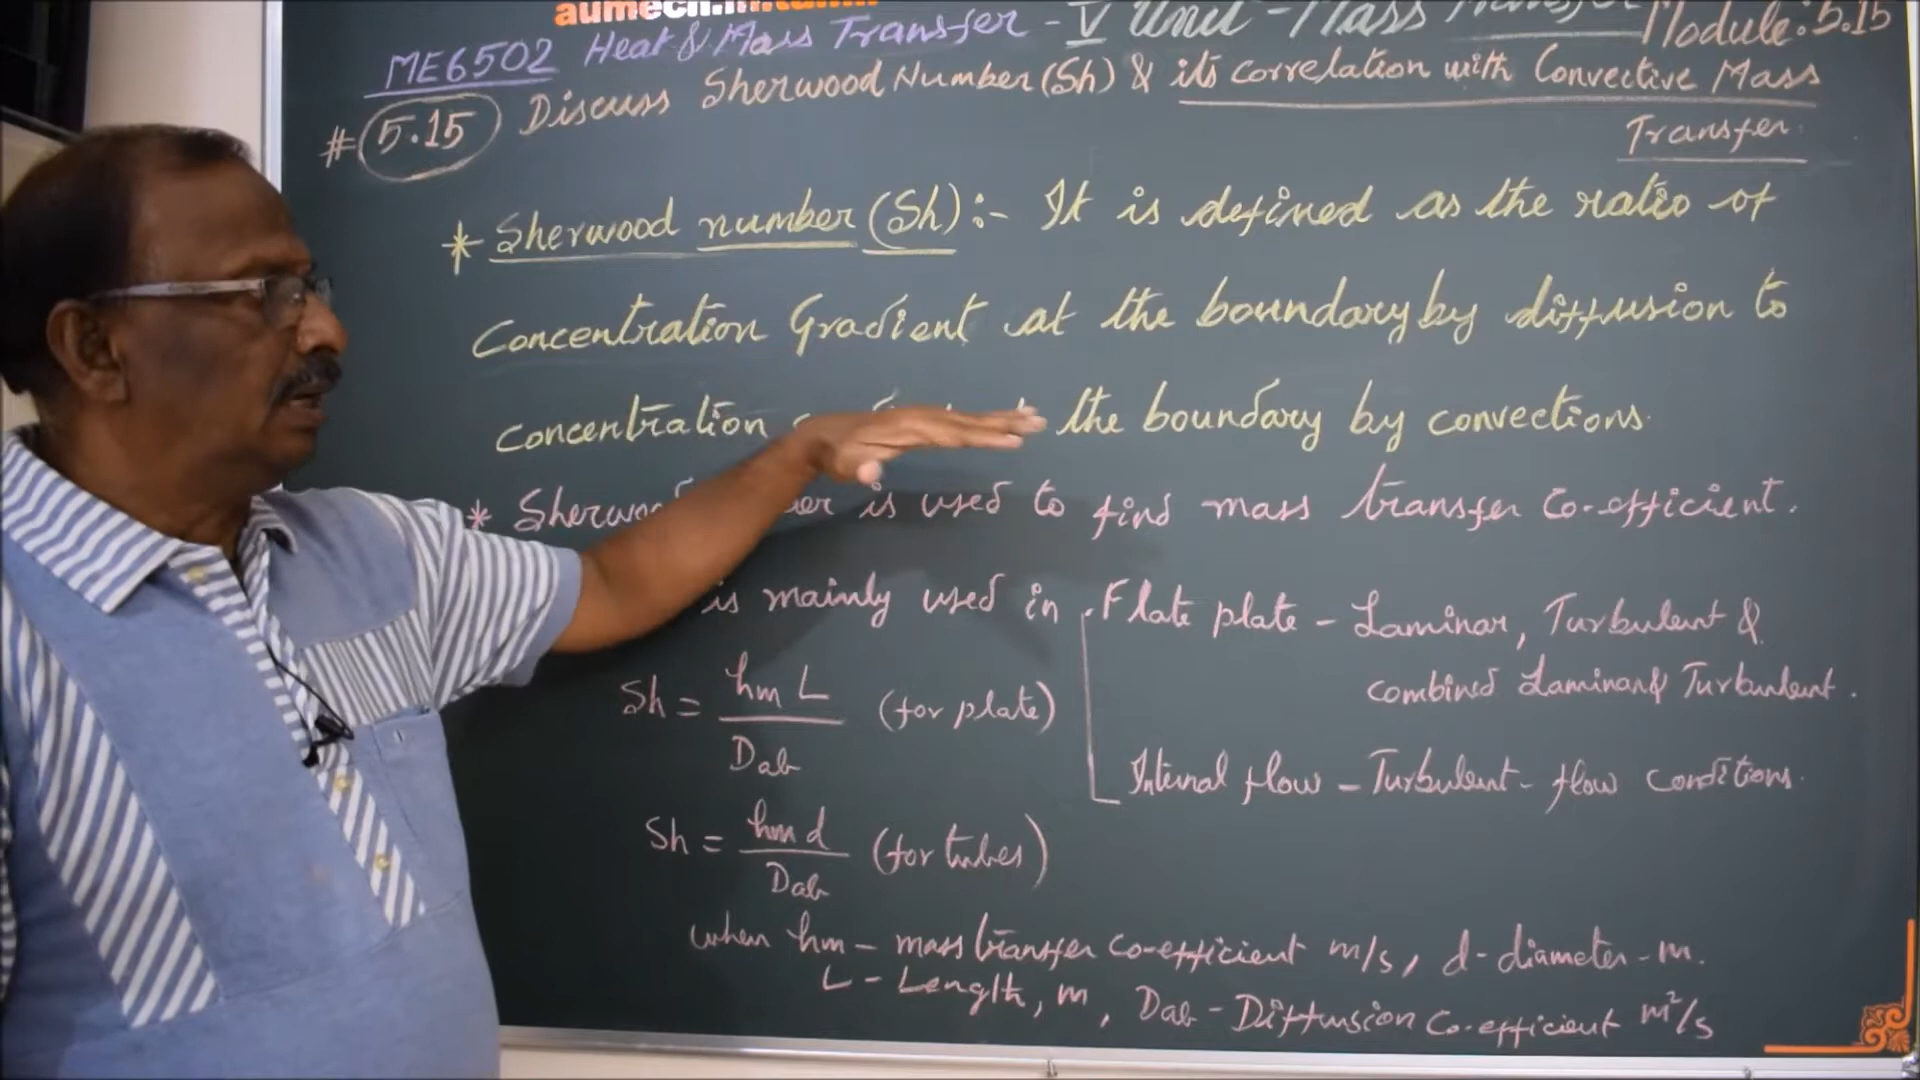 ME6502 Heat & Mass Transfer - V Unit - Mass Transfer Module: 5.15
# 5.15 Discuss Sherwood Number (Sh) & its correlation with Convective Mass
Transfer.
* Sherwood number (Sh) :- It is defined as the ratio of
Concentration Gradient at the boundary by diffusion to
concentration the boundary by convections.
* is used to find mass transfer Co-efficient.
is mainly used in Flate plate - Laminar, Turbulent &
combined Laminar & Turbulent.
Sh = hm L / Dab (for plate)
Internal flow - Turbulent - flow conditions.
Sh = hm d / Dab (for tubes)
when hm - mass transfer co-efficient m/s, d - diameter - m.
L - Length, m, Dab - Diffusion Co-efficient m²/s